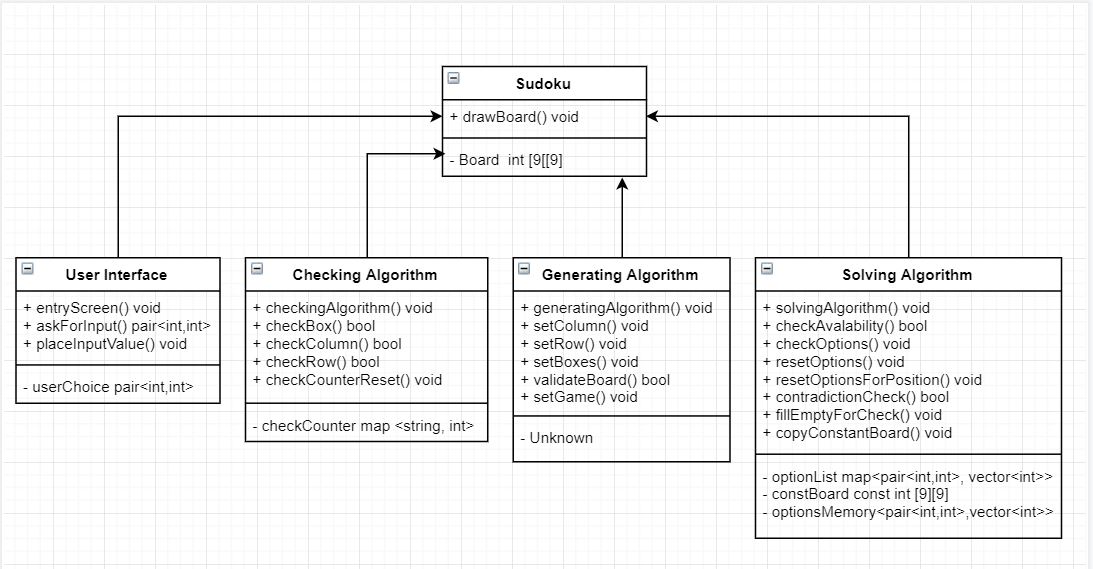 Sudoku
+ drawBoard() void
- Board  int [9[[9]
User Interface
+ entryScreen() void
+ askForInput() pair<int,int>
+ placeInputValue() void
- userChoice pair<int,int>
Checking Algorithm
+ checkingAlgorithm() void
+ checkBox() bool
+ checkColumn() bool
+ checkRow() bool
+ checkCounterReset() void
- checkCounter map <string, int>
Generating Algorithm
+ generatingAlgorithm() void
+ setColumn() void
+ setRow() void
+ setBoxes() void
+ validateBoard() bool
+ setGame() void
- Unknown
Solving Algorithm
+ solvingAlgorithm() void
+ checkAvalability() bool
+ checkOptions() void
+ resetOptions() void
+ resetOptionsForPosition() void
+ contradictionCheck() bool
+ fillEmptyForCheck() void
+ copyConstantBoard() void
- optionList map<pair<int,int>, vector<int>>
- constBoard const int [9][9]
- optionsMemory<pair<int,int>,vector<int>>